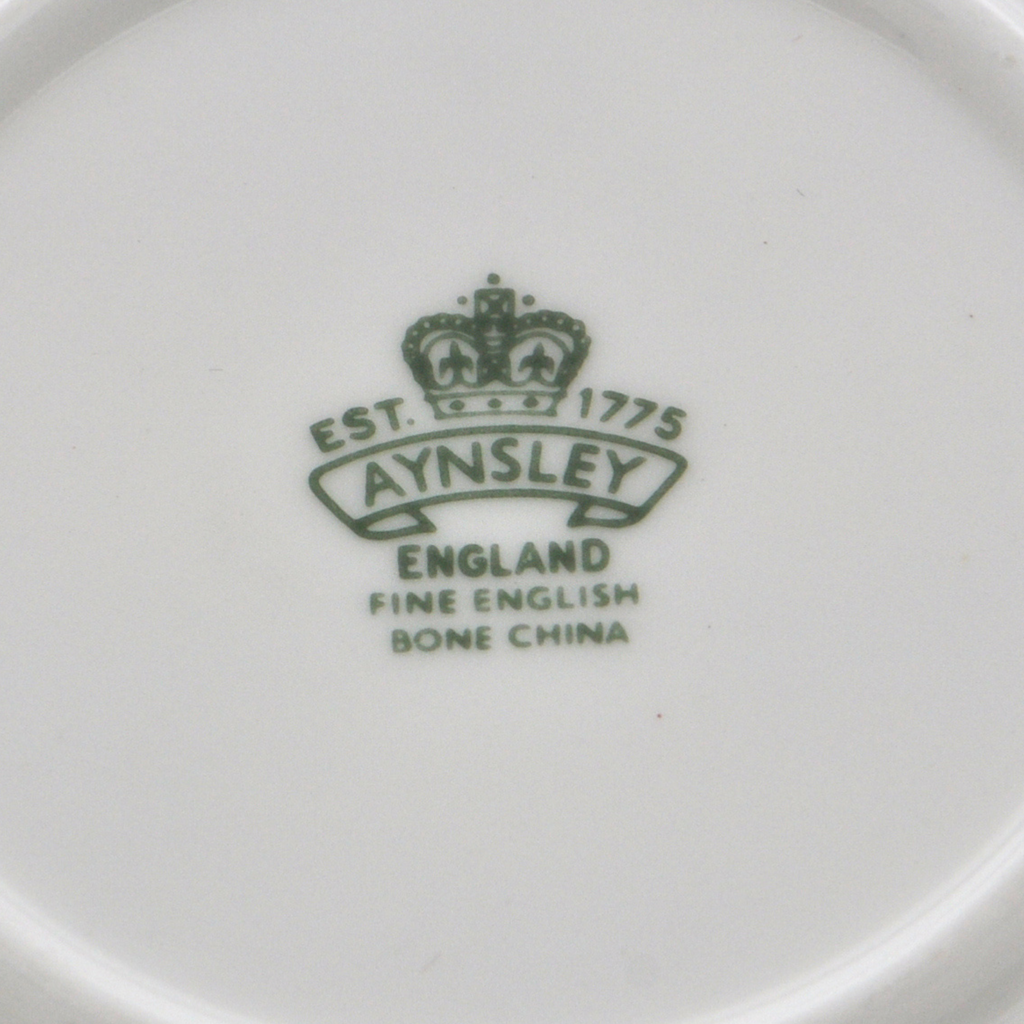 EST. 1775
AYNSLEY
ENGLAND
FINE ENGLISH
BONE CHINA